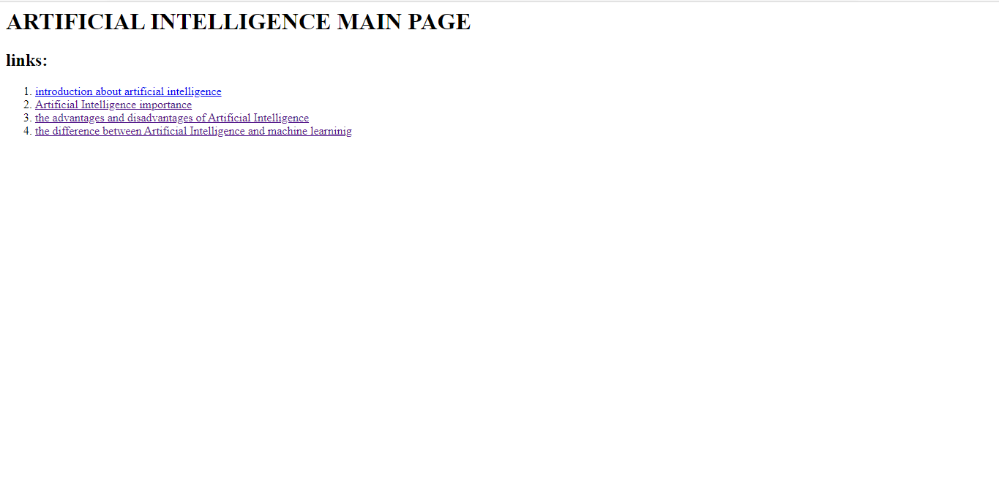 ARTIFICIAL INTELLIGENCE MAIN PAGE
links:
1. introduction about artificial intelligence
2. Artificial Intelligence importance
3. the advantages and disadvantages of Artificial Intelligence
4. the difference between Artificial Intelligence and machine learninig